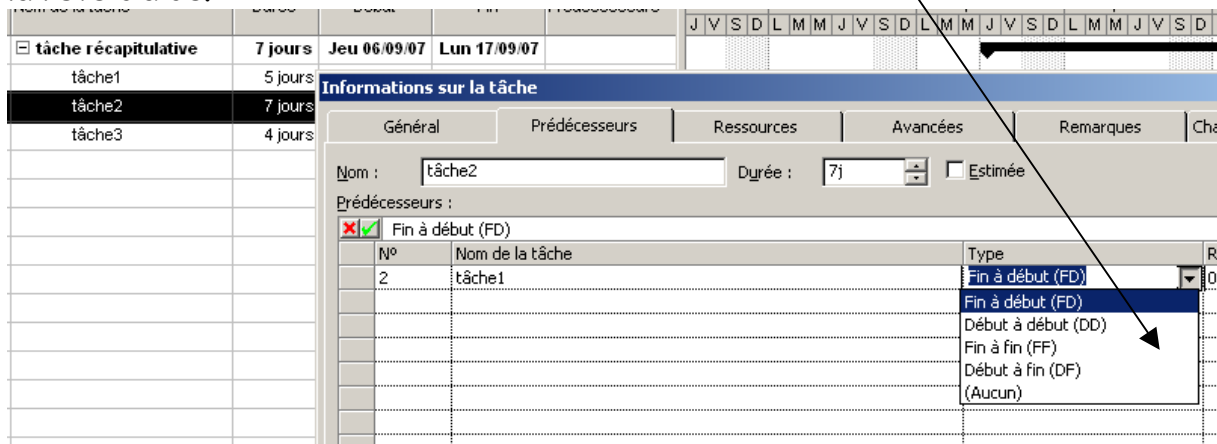 J V S D L M M J V S D L M M J V S D L M M J V S D
tâche récapitulative 7 jours Jeu 06/09/07 Lun 17/09/07
tâche1 5 jours
tâche2 7 jours
tâche3 4 jours
Informations sur la tâche
Général Prédécesseurs Ressources Avancées Remarques
Nom : tâche2 Durée : 7j Estimée
Prédécesseurs :
Fin à début (FD)
Nº Nom de la tâche Type R
2 tâche1 Fin à début (FD) 0
Fin à début (FD)
Début à début (DD)
Fin à fin (FF)
Début à fin (DF)
(Aucun)